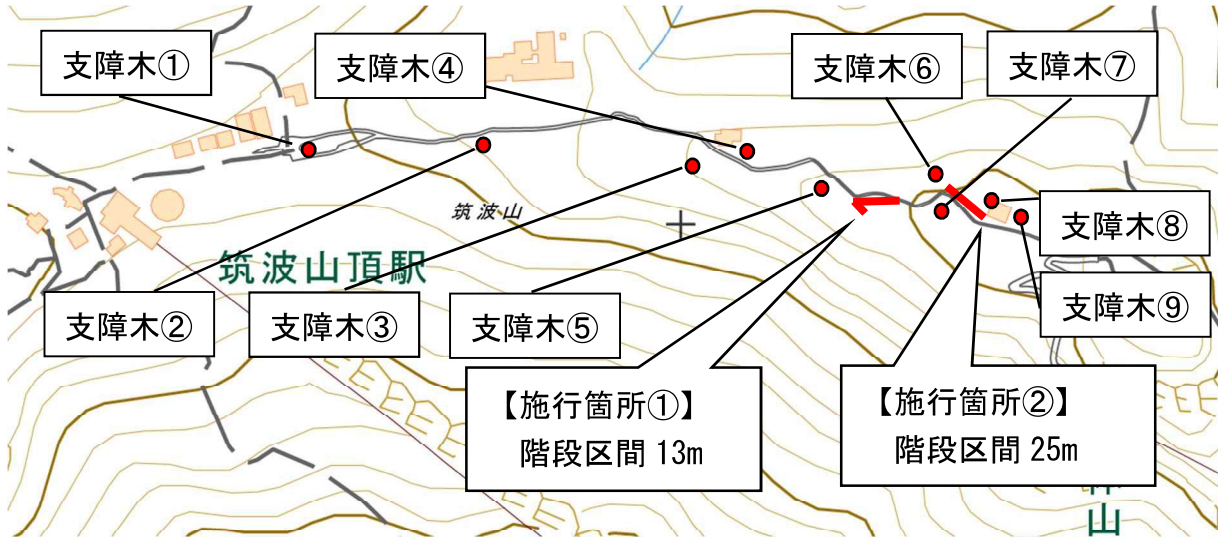 支障木①
支障木④
支障木⑥
支障木⑦
筑波山
支障木⑧
筑波山頂駅
支障木②
支障木③
支障木⑤
支障木⑨
【施行箇所①】
階段区間 13m
【施行箇所②】
階段区間 25m
山